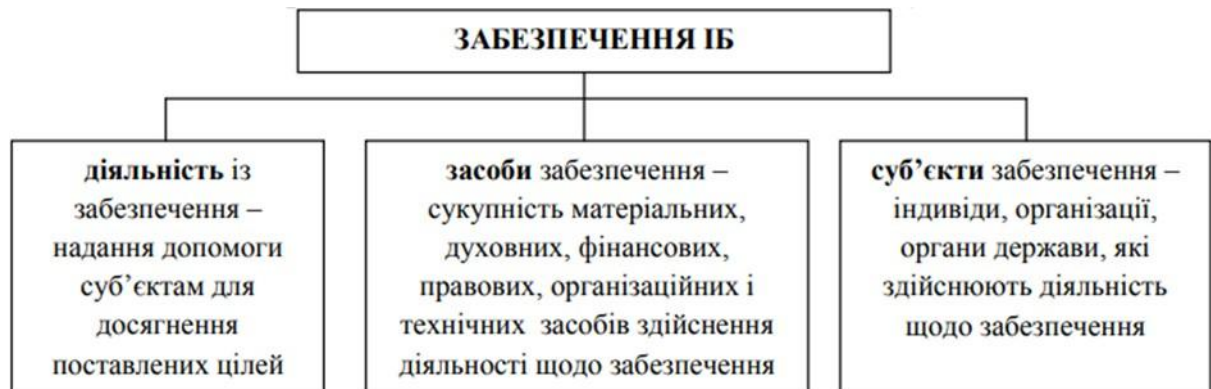 ЗАБЕЗПЕЧЕННЯ ІБ
діяльність із
забезпечення –
надання допомоги
суб’єктам для
досягнення
поставлених цілей
засоби забезпечення –
сукупність матеріальних,
духовних, фінансових,
правових, організаційних і
технічних засобів здійснення
діяльності щодо забезпечення
суб’єкти забезпечення –
індивіди, організації,
органи держави, які
здійснюють діяльність
щодо забезпечення